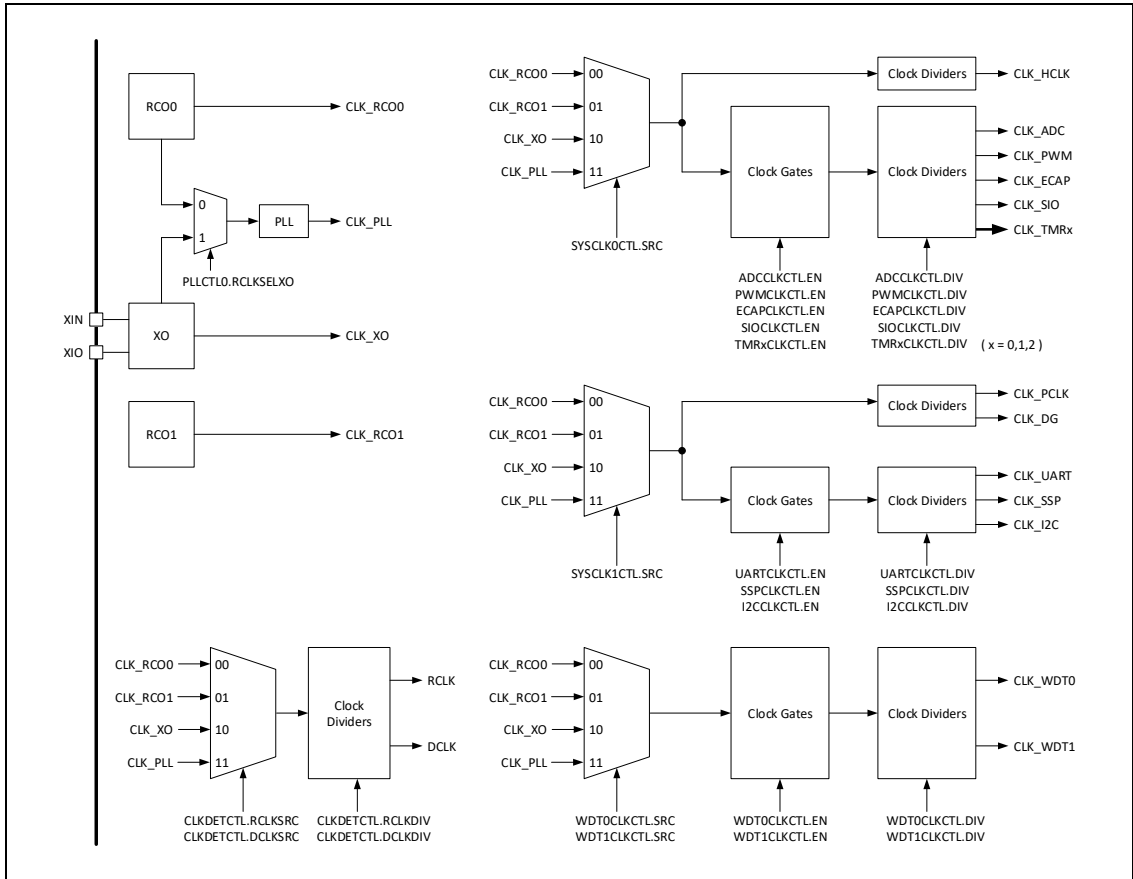 RCO0
CLK_RCO0
0
1
PLL
CLK_PLL
PLLCTL0.RCLKSELXO
XIN
XIO
XO
CLK_XO
RCO1
CLK_RCO1
CLK_RCO0
00
CLK_RCO1
01
CLK_XO
10
CLK_PLL
11
SYSCLK0CTL.SRC
Clock Dividers
CLK_HCLK
Clock Gates
Clock Dividers
CLK_ADC
CLK_PWM
CLK_ECAP
CLK_SIO
CLK_TMRx
ADCCLKCTL.EN
PWMCLKCTL.EN
ECAPCLKCTL.EN
SIOCLKCTL.EN
TMRxCLKCTL.EN
ADCCLKCTL.DIV
PWMCLKCTL.DIV
ECAPCLKCTL.DIV
SIOCLKCTL.DIV
TMRxCLKCTL.DIV ( x = 0,1,2 )
CLK_RCO0
00
CLK_RCO1
01
CLK_XO
10
CLK_PLL
11
SYSCLK1CTL.SRC
Clock Dividers
CLK_PCLK
CLK_DG
Clock Gates
Clock Dividers
CLK_UART
CLK_SSP
CLK_I2C
UARTCLKCTL.EN
SSPCLKCTL.EN
I2CCLKCTL.EN
UARTCLKCTL.DIV
SSPCLKCTL.DIV
I2CCLKCTL.DIV
CLK_RCO0
00
CLK_RCO1
01
CLK_XO
10
CLK_PLL
11
Clock
Dividers
RCLK
DCLK
CLKDETCTL.RCLKSRC
CLKDETCTL.DCLKSRC
CLKDETCTL.RCLKDIV
CLKDETCTL.DCLKDIV
CLK_RCO0
00
CLK_RCO1
01
CLK_XO
10
CLK_PLL
11
Clock Gates
Clock Dividers
CLK_WDT0
CLK_WDT1
WDT0CLKCTL.SRC
WDT1CLKCTL.SRC
WDT0CLKCTL.EN
WDT1CLKCTL.EN
WDT0CLKCTL.DIV
WDT1CLKCTL.DIV